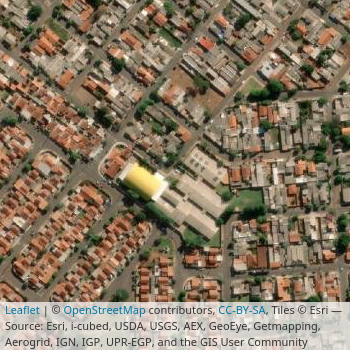 Leaflet | © OpenStreetMap contributors, CC-BY-SA, Tiles © Esri —
Source: Esri, i-cubed, USDA, USGS, AEX, GeoEye, Getmapping,
Aerogrid, IGN, IGP, UPR-EGP, and the GIS User Community